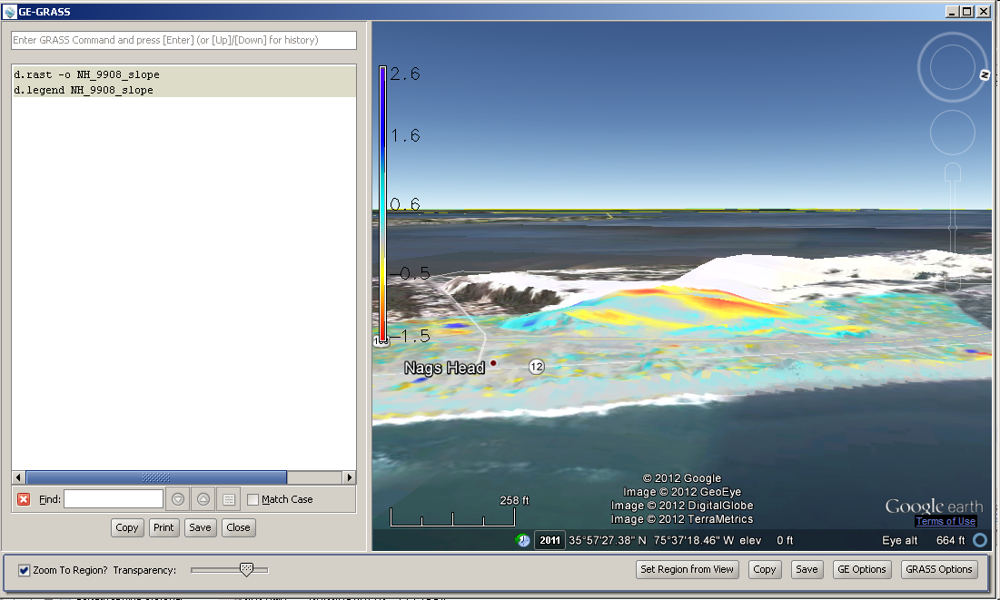 GE-GRASS
Enter GRASS Command and press [Enter] (or [Up]/[Down] for history)
d.rast -o NH_9908_slope
d.legend NH_9908_slope
Find:
Match Case
Copy Print Save Close
2.6
1.6
0.6
-0.5
-1.5
N
Nags Head
12
258 ft
© 2012 Google
Image © 2012 GeoEye
Image © 2012 DigitalGlobe
Image © 2012 TerraMetrics
Google earth
Terms of Use
2011 35°57'27.38" N 75°37'18.46" W elev 0 ft Eye alt 664 ft
Zoom To Region? Transparency:
Set Region from View Copy Save GE Options GRASS Options